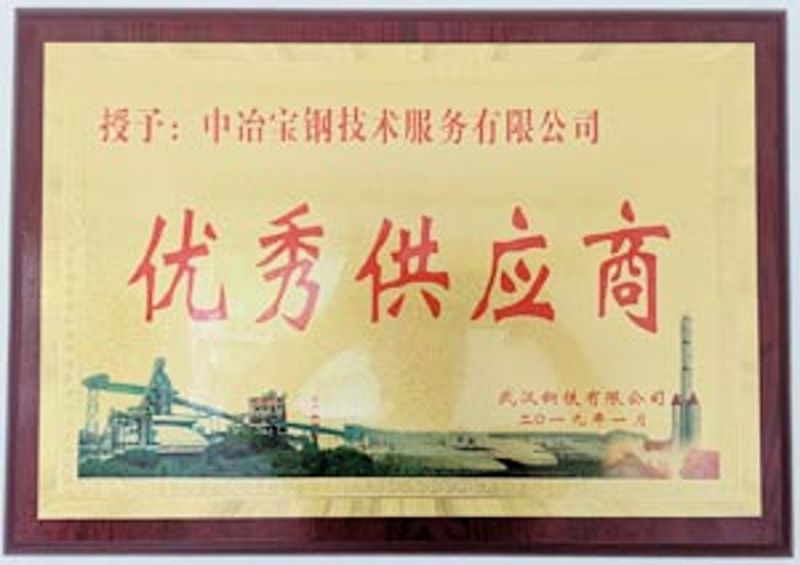 授予：中冶宝钢技术服务有限公司
优秀供应商
武汉钢铁有限公司
二〇一九年一月